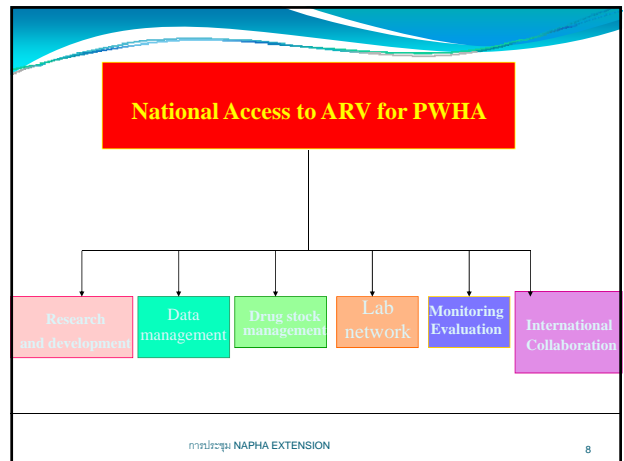 National Access to ARV for PWHA
Research
and development
Data
management
Drug stock
management
Lab
network
Monitoring
Evaluation
International
Collaboration
การประชุม NAPHA EXTENSION
8